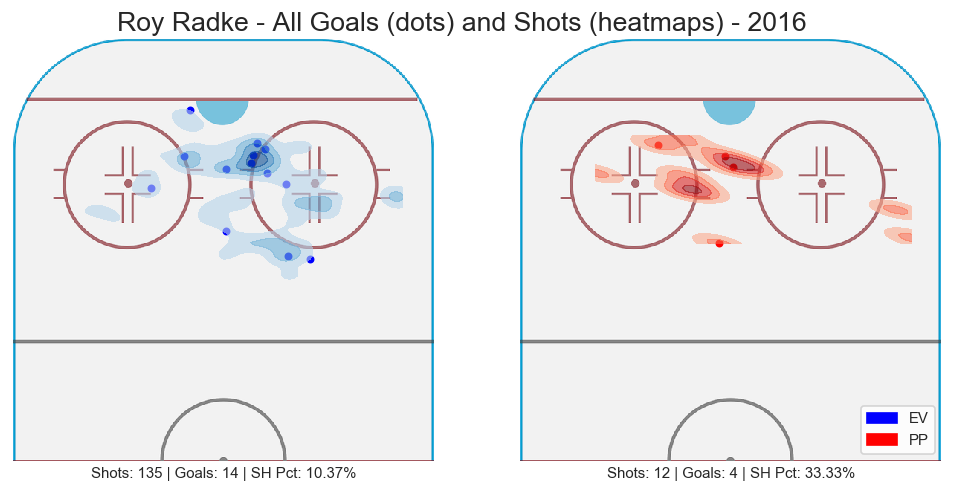 Roy Radke - All Goals (dots) and Shots (heatmaps) - 2016
EV
PP
Shots: 135 | Goals: 14 | SH Pct: 10.37%
Shots: 12 | Goals: 4 | SH Pct: 33.33%